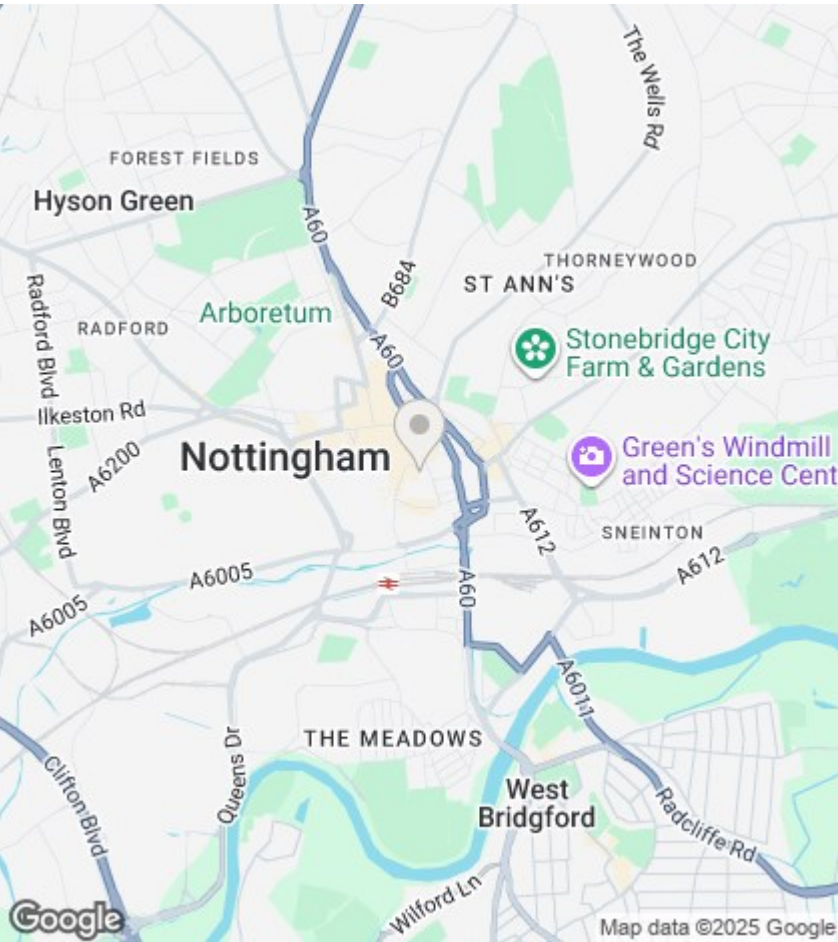 The Wells Rd
FOREST FIELDS
Hyson Green
A60
THORNEYWOOD
B684
ST ANN'S
Radford Blvd
RADFORD
Arboretum
A60
Stonebridge City
Farm & Gardens
Ilkeston Rd
Nottingham
A6200
Green's Windmill
and Science Cent
Lenton Blvd
A612
SNEINTON
A6005
A60
A612
A6005
A6011
THE MEADOWS
Queens Dr
Clifton Blvd
West
Bridgford
Radcliffe Rd
Wilford Ln
Google
Map data ©2025 Google